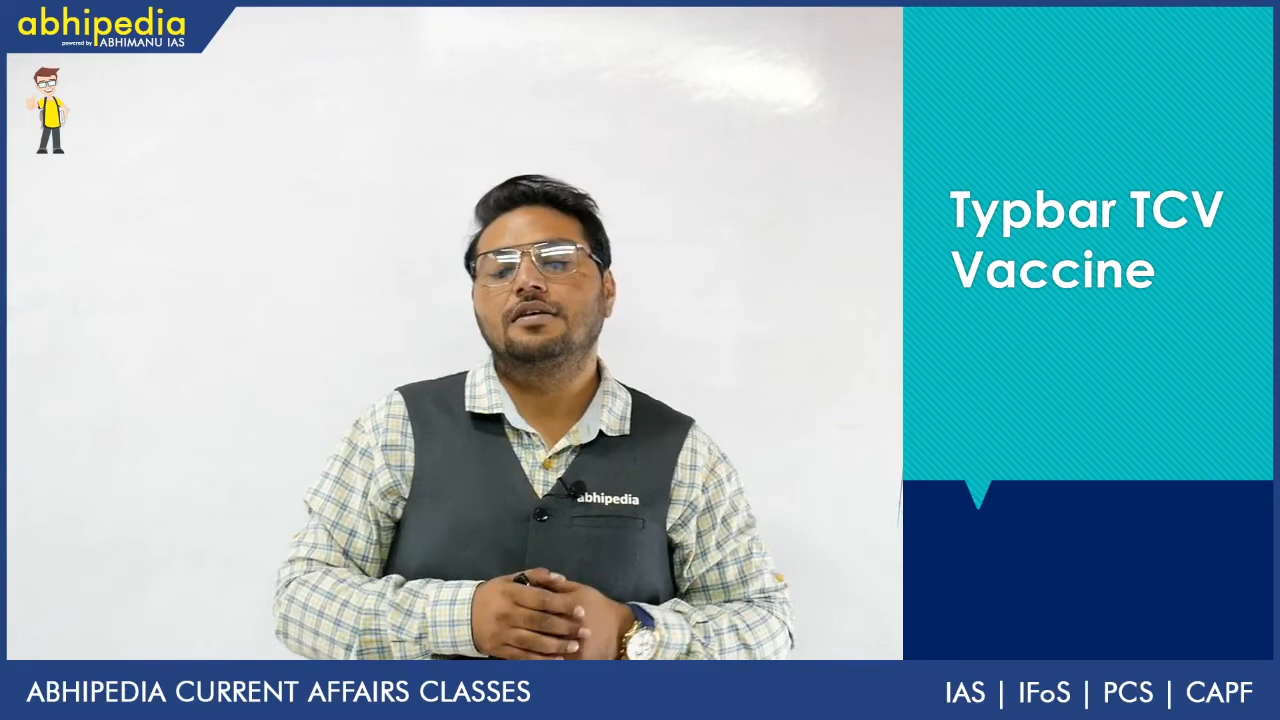 abhipedia
powered by ABHIMANU IAS
Typbar TCV
Vaccine
abhipedia
ABHIPEDIA CURRENT AFFAIRS CLASSES
IAS | IFoS | PCS | CAPF